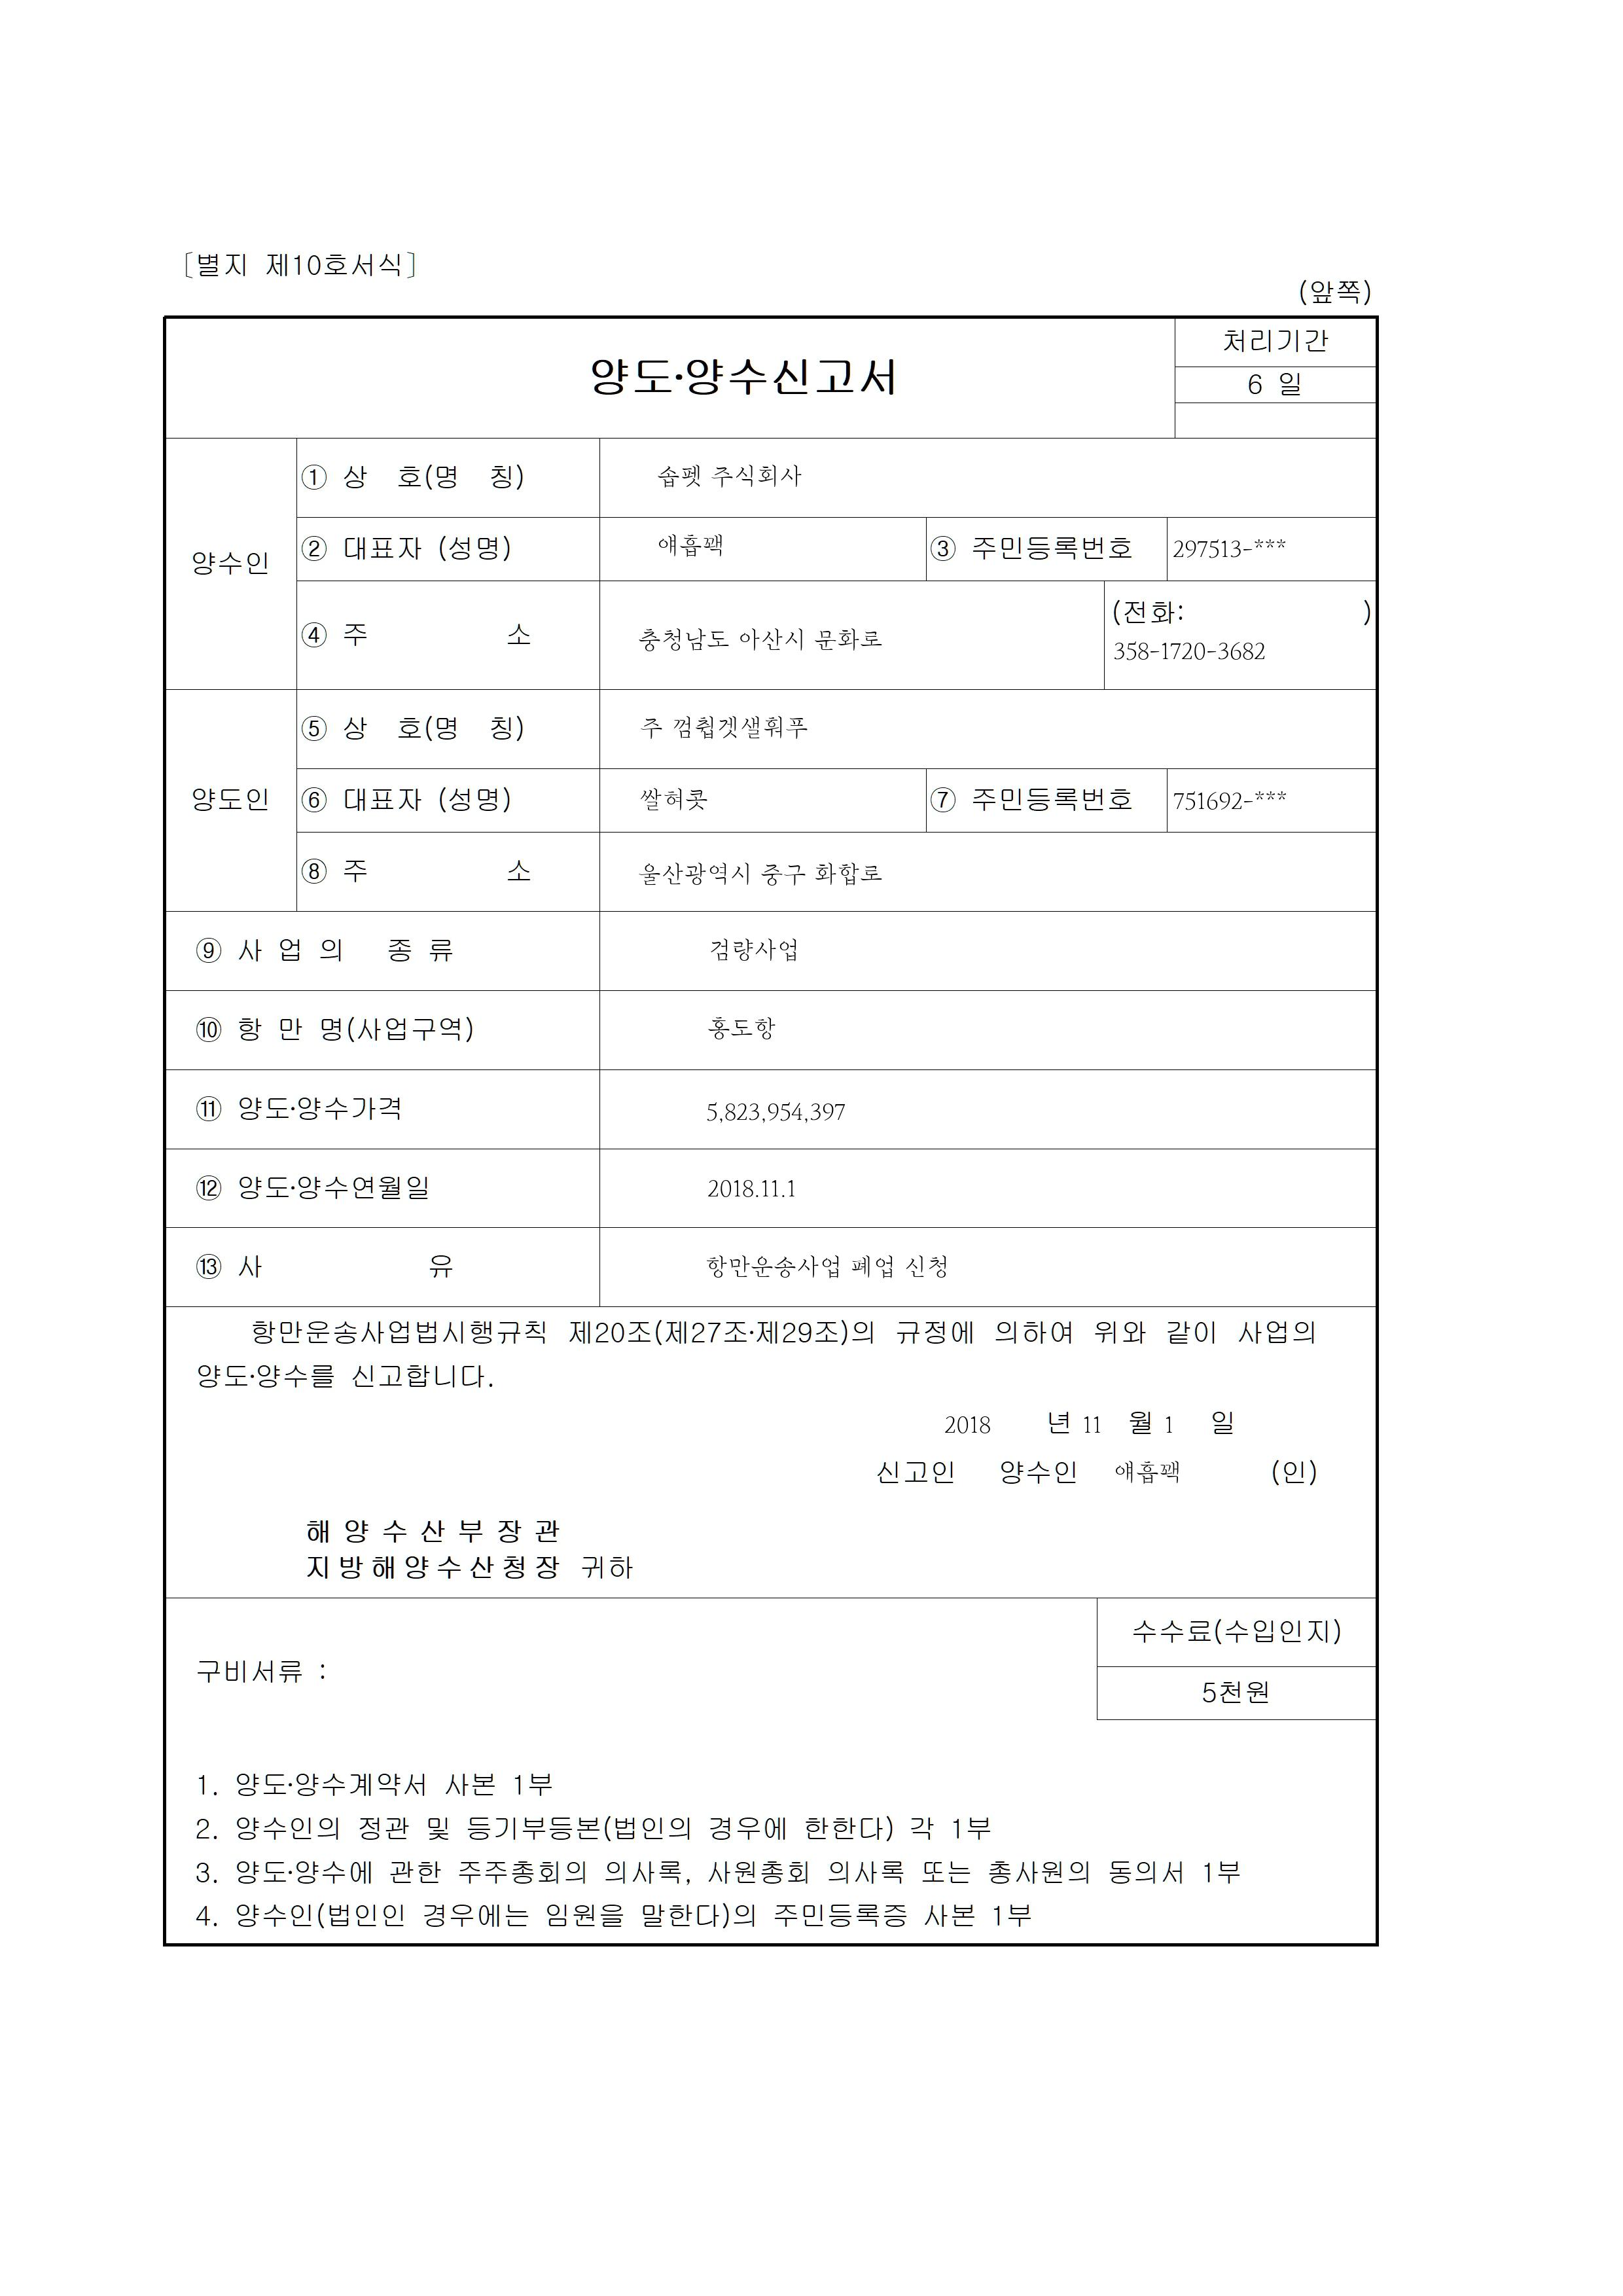 [별지 제10호서식]
(앞쪽)
양도·양수신고서
처리기간
6 일
양수인
① 상 호(명 칭) 숍펫 주식회사
② 대표자 (성명) 얘흡꽥 ③ 주민등록번호 297513-***
④ 주 소 충청남도 아산시 문화로
(전화: )
358-1720-3682
양도인
⑤ 상 호(명 칭) 주 껌췹겟샐훠푸
⑥ 대표자 (성명) 쌀혀콧 ⑦ 주민등록번호 751692-***
⑧ 주 소 울산광역시 중구 화합로
⑨ 사 업 의 종 류 검량사업
⑩ 항 만 명(사업구역) 홍도항
⑪ 양도·양수가격 5,823,954,397
⑫ 양도·양수연월일 2018.11.1
⑬ 사 유 항만운송사업 폐업 신청
항만운송사업법시행규칙 제20조(제27조·제29조)의 규정에 의하여 위와 같이 사업의
양도·양수를 신고합니다.
2018 년 11 월 1 일
신고인 양수인 얘흡꽥 (인)
해 양 수 산 부 장 관
지 방 해 양 수 산 청 장 귀하
구비서류 :
수수료(수입인지)
5천원
1. 양도·양수계약서 사본 1부
2. 양수인의 정관 및 등기부등본(법인의 경우에 한한다) 각 1부
3. 양도·양수에 관한 주주총회의 의사록, 사원총회 의사록 또는 총사원의 동의서 1부
4. 양수인(법인인 경우에는 임원을 말한다)의 주민등록증 사본 1부